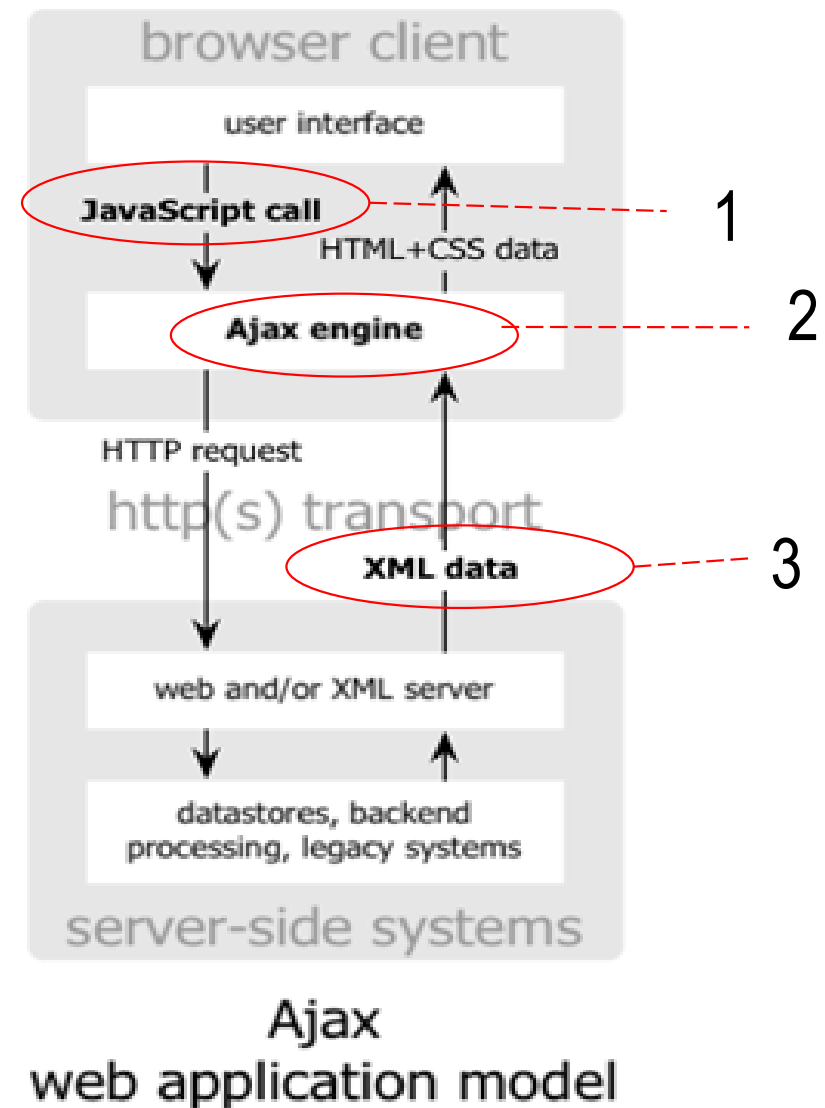 browser client
user interface
JavaScript call
1
HTML+CSS data
Ajax engine
2
HTTP request
http(s) transport
XML data
3
web and/or XML server
datastores, backend
processing, legacy systems
server-side systems
Ajax
web application model